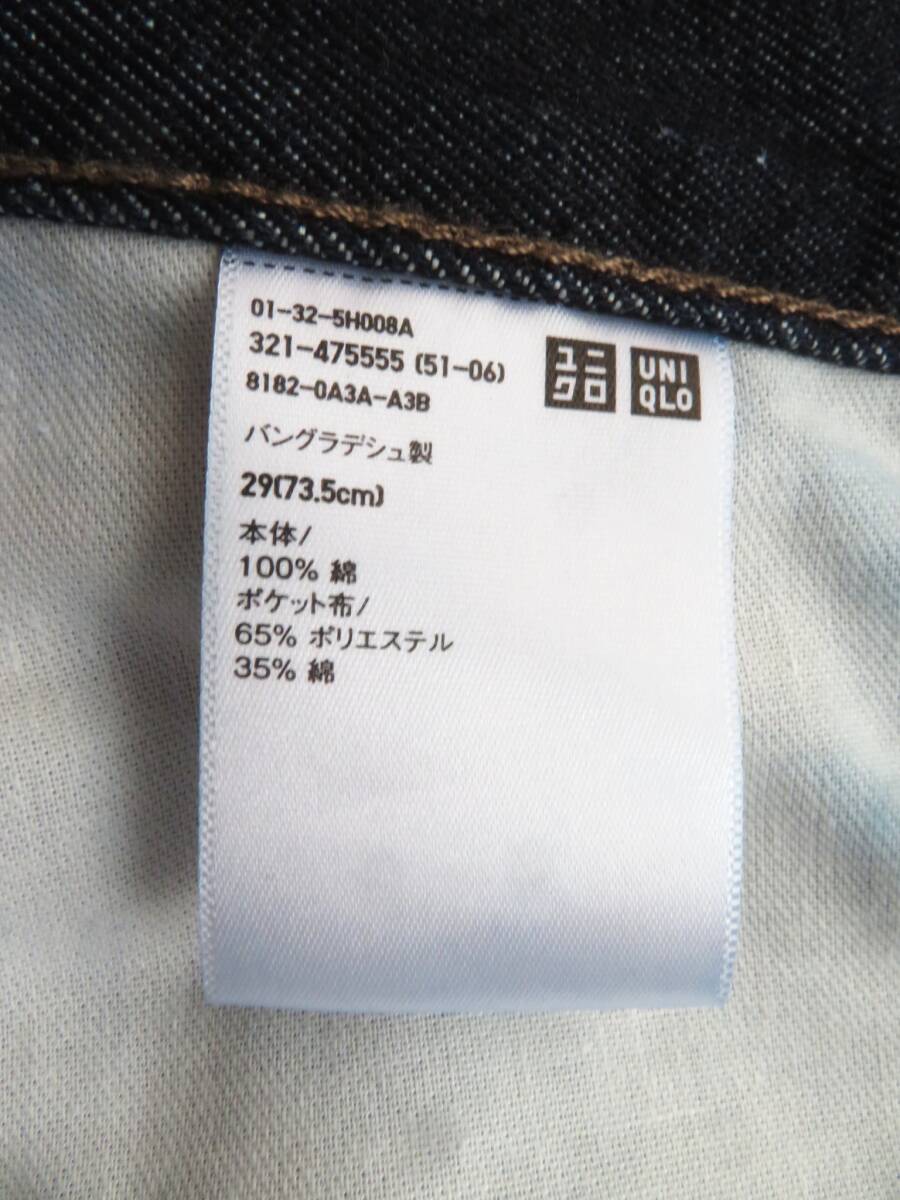 01-32-5H008A
321-475555 (51-06)
8182-0A3A-A3B
ユニ
クロ
UNI
QLO
バングラデシュ製
29(73.5cm)
本体/
100% 綿
ポケット布/
65% ポリエステル
35% 綿